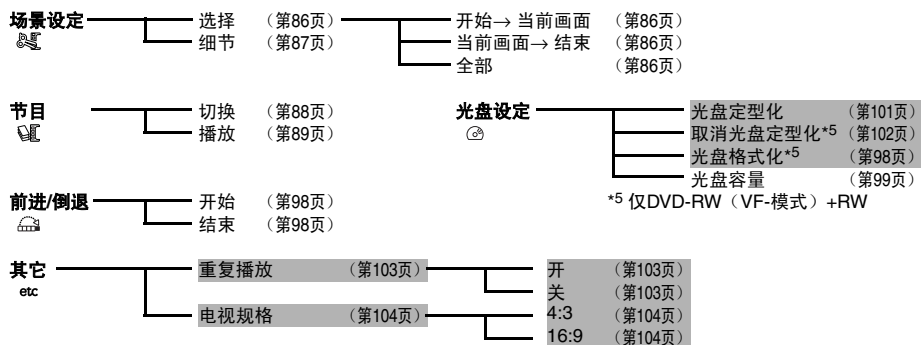 场景设定 选择 （第86页） 开始→ 当前画面 （第86页）
细节 （第87页） 当前画面→ 结束 （第86页）
全部 （第86页）
节目 切换 （第88页） 光盘设定 光盘定型化 （第101页）
播放 （第89页） 取消光盘定型化*5 （第102页）
光盘格式化*5 （第98页）
光盘容量 （第99页）
前进/倒退 开始 （第98页） *5 仅DVD-RW（VF-模式）+RW
结束 （第98页）
其它 重复播放 （第103页） 开 （第103页）
etc 关 （第103页）
电视规格 （第104页） 4:3 （第104页）
16:9 （第104页）